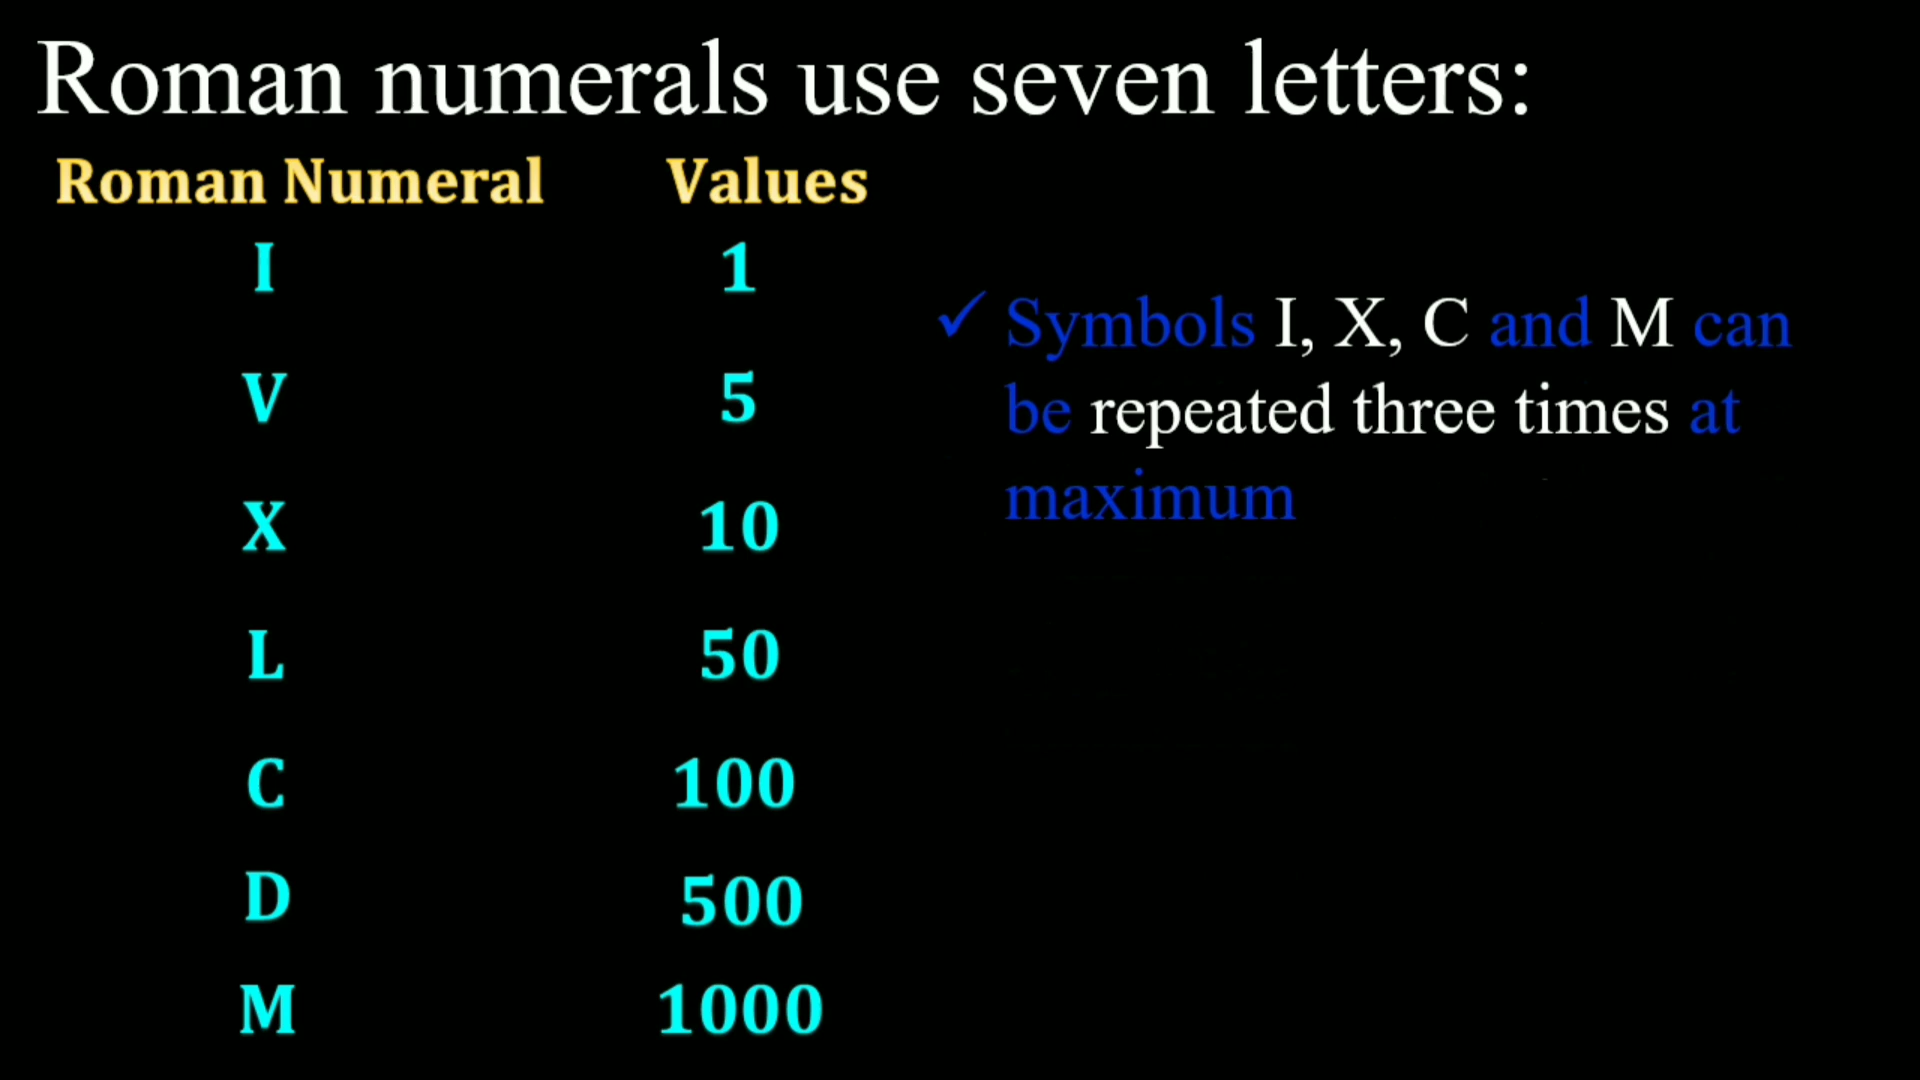 Roman numerals use seven letters:
Roman Numeral Values
I 1
V 5
X 10
L 50
C 100
D 500
M 1000
✓ Symbols I, X, C and M can
be repeated three times at
maximum